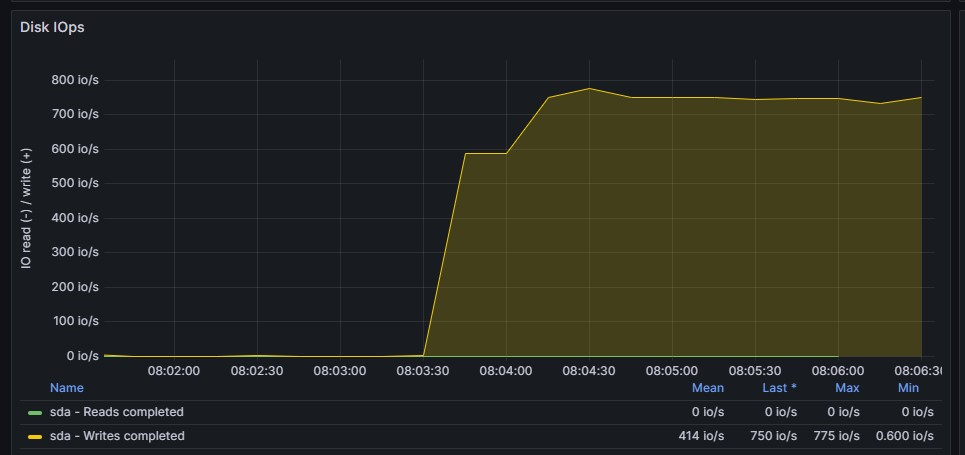 Disk IOps
IO read (-) / write (+)
800 io/s
700 io/s
600 io/s
500 io/s
400 io/s
300 io/s
200 io/s
100 io/s
0 io/s
08:02:00 08:02:30 08:03:00 08:03:30 08:04:00 08:04:30 08:05:00 08:05:30 08:06:00 08:06:30
Name Mean Last * Max Min
sda - Reads completed 0 io/s 0 io/s 0 io/s 0 io/s
sda - Writes completed 414 io/s 750 io/s 775 io/s 0.600 io/s